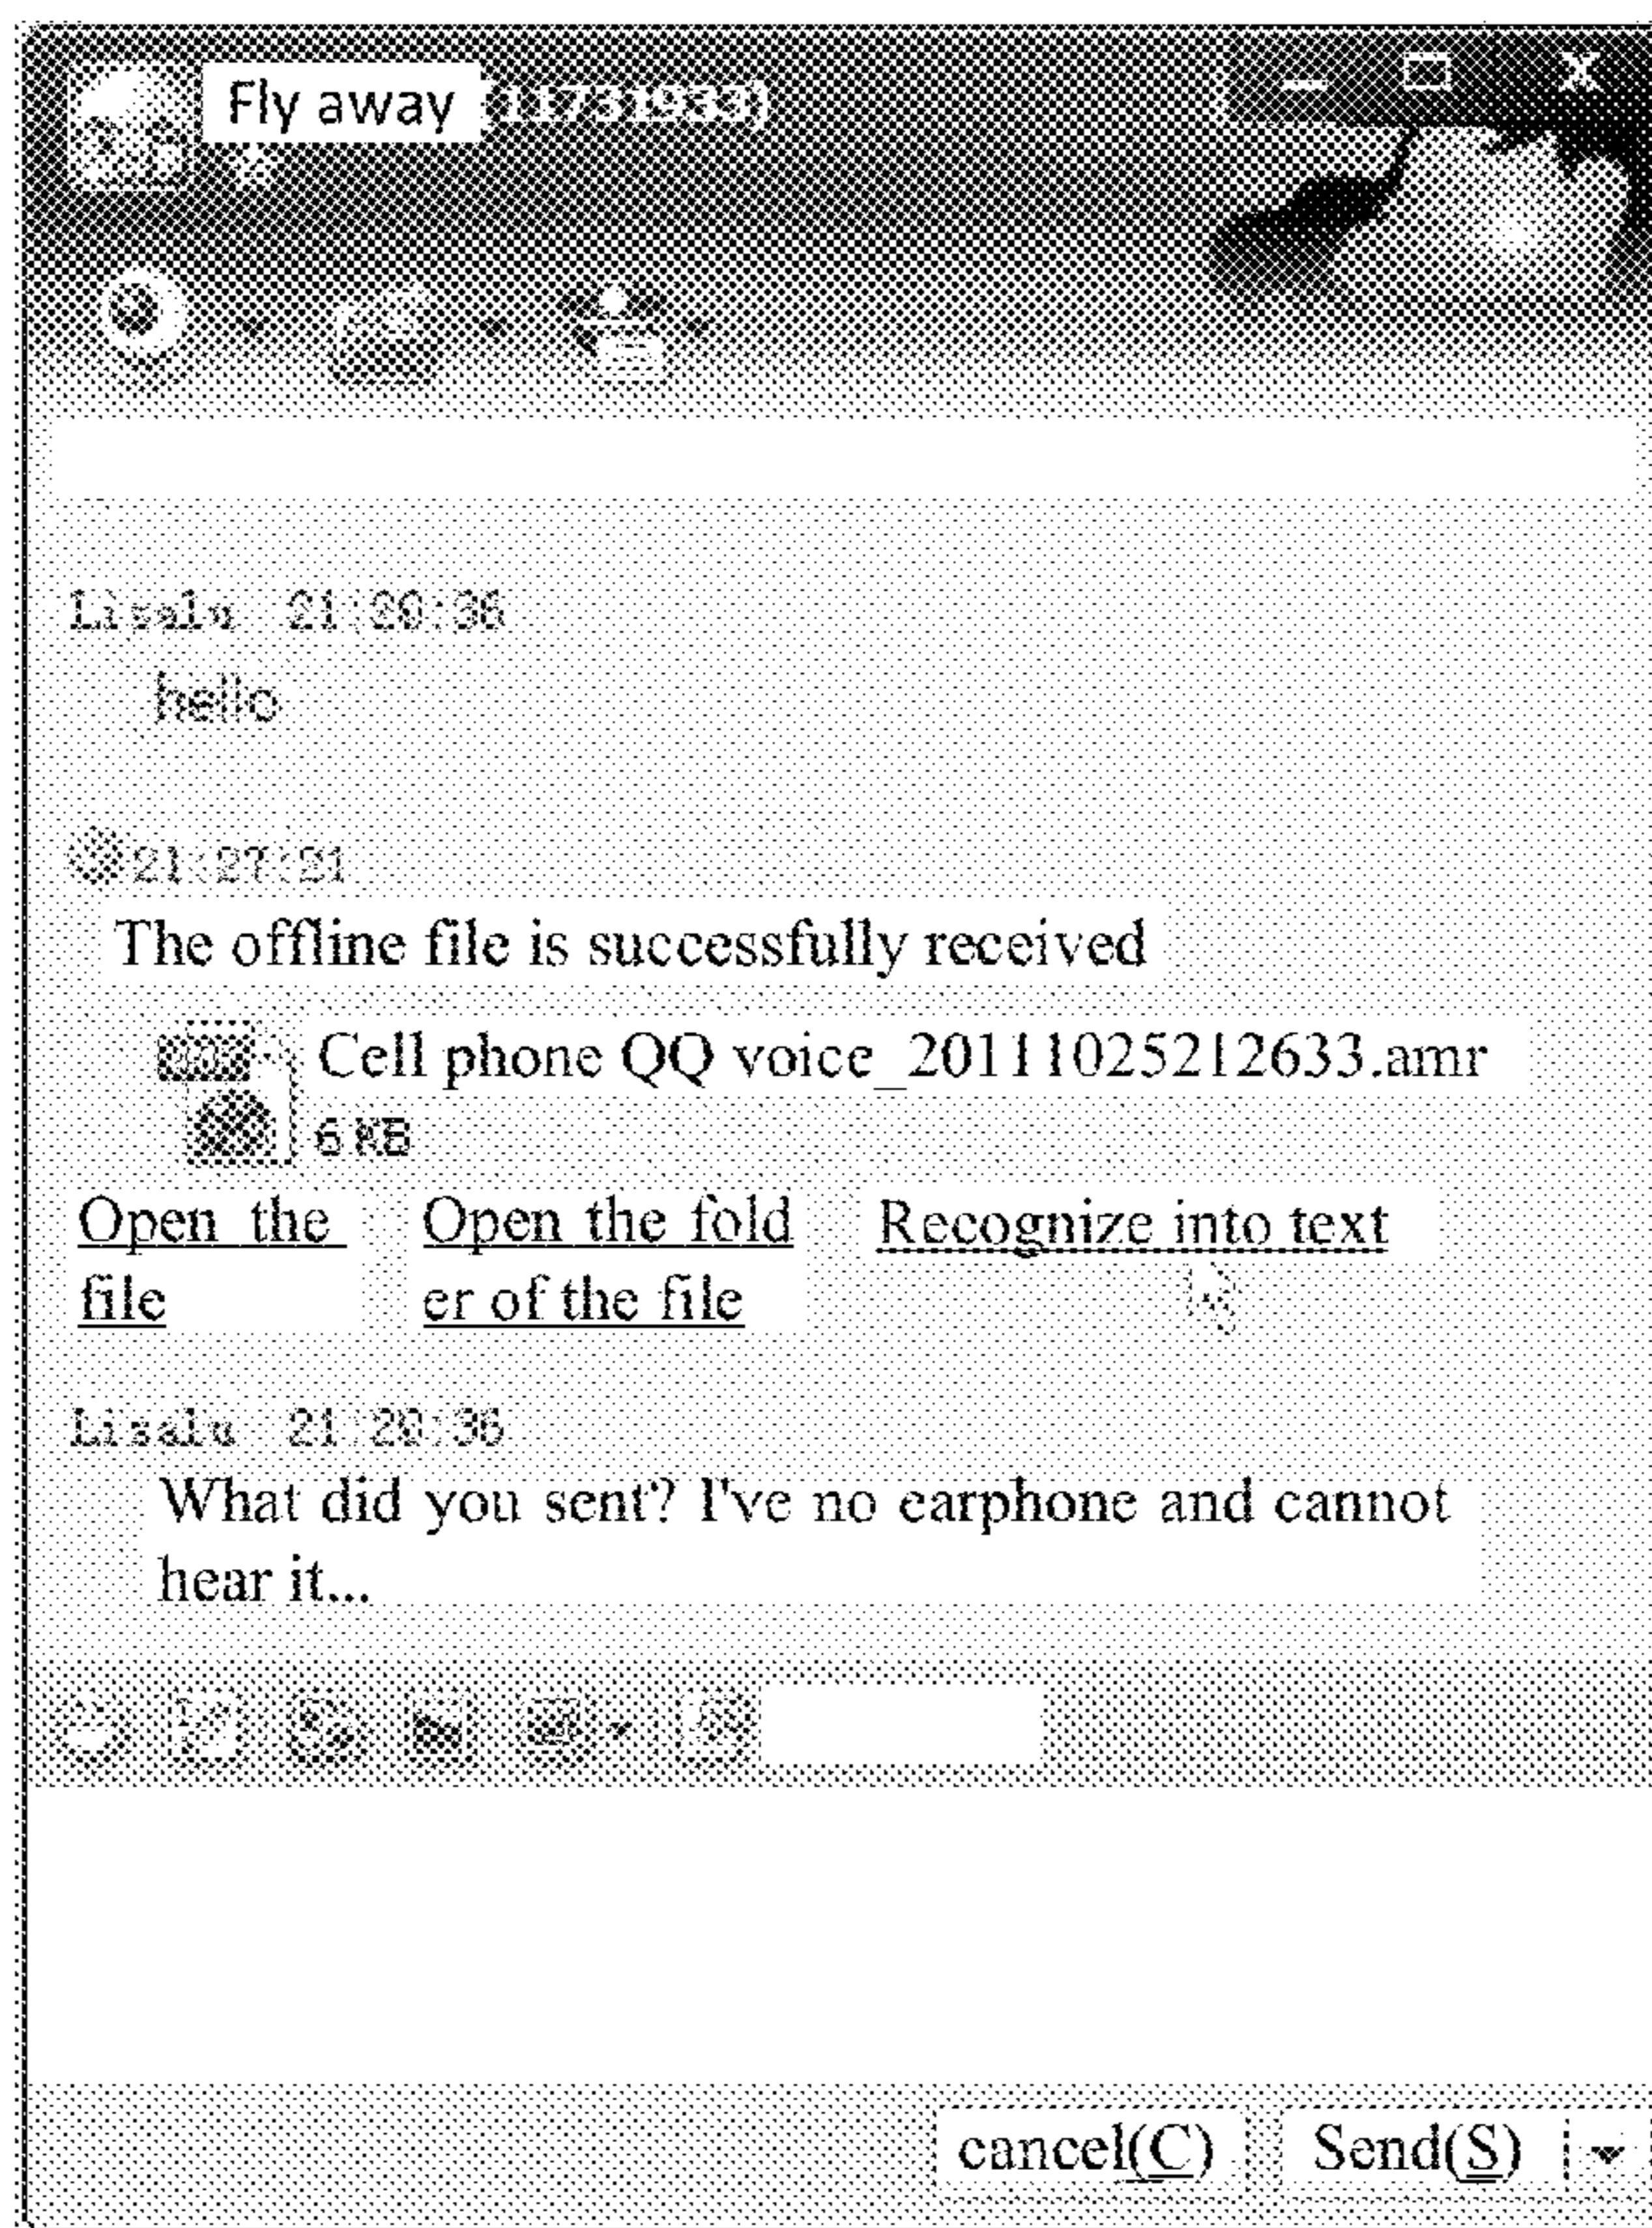 Fly away (11731933)
Lisalu 21:20:36
hello
21:27:21
The offline file is successfully received
Cell phone QQ voice_20111025212633.amr
6 KB
Open the Open the fold Recognize into text
file er of the file
Lisalu 21:20:36
What did you sent? I've no earphone and cannot
hear it...
cancel(C) Send(S)